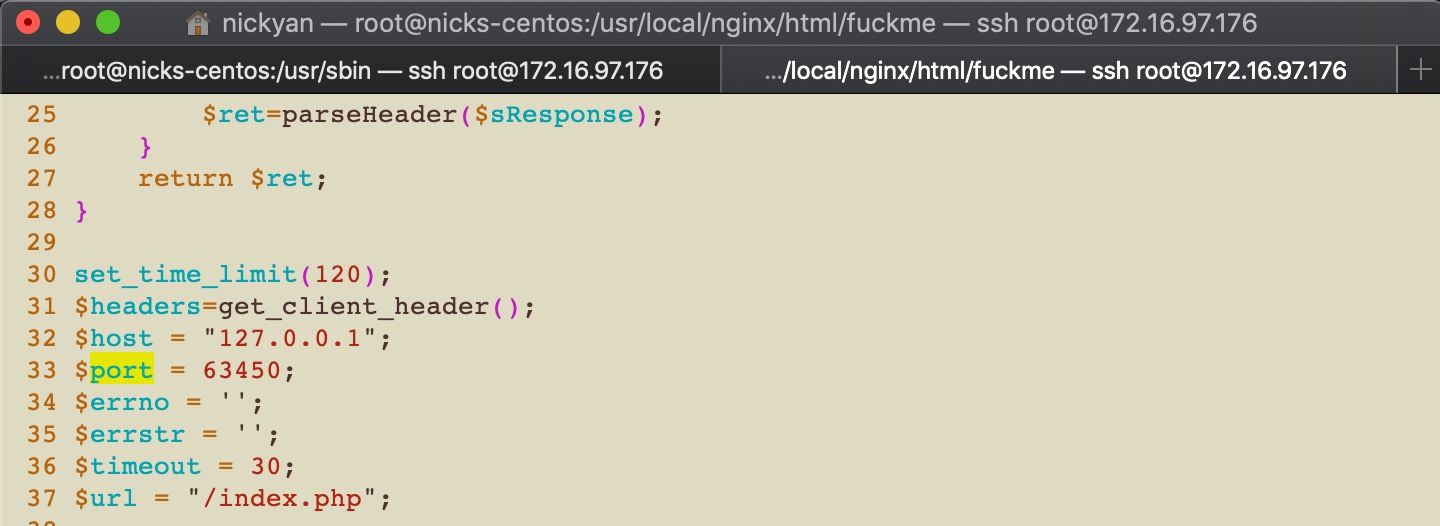 nickyan — root@nicks-centos:/usr/local/nginx/html/fuckme — ssh root@172.16.97.176
...root@nicks-centos:/usr/sbin — ssh root@172.16.97.176
.../local/nginx/html/fuckme — ssh root@172.16.97.176
25         $ret=parseHeader($sResponse);
26     }
27     return $ret;
28 }
29
30 set_time_limit(120);
31 $headers=get_client_header();
32 $host = "127.0.0.1";
33 $port = 63450;
34 $errno = '';
35 $errstr = '';
36 $timeout = 30;
37 $url = "/index.php";